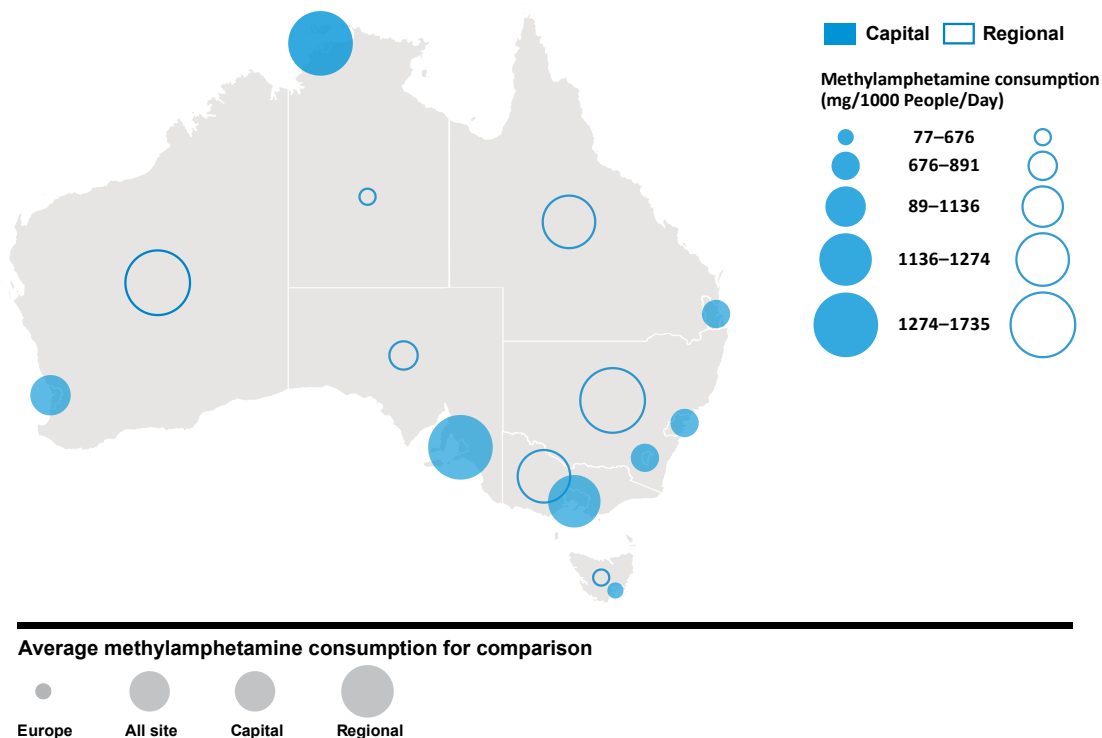 Capital
Regional
Methylamphetamine consumption
(mg/1000 People/Day)
77–676
676–891
89–1136
1136–1274
1274–1735
Average methylamphetamine consumption for comparison
Europe
All site
Capital
Regional